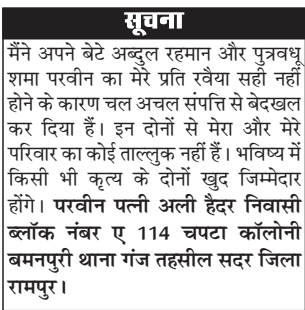 सूचना
मैंने अपने बेटे अब्दुल रहमान और पुत्रवधू
शमा परवीन का मेरे प्रति रवैया सही नहीं
होने के कारण चल अचल संपत्ति से बेदखल
कर दिया हैं। इन दोनों से मेरा और मेरे
परिवार का कोई ताल्लुक नहीं हैं। भविष्य में
किसी भी कृत्य के दोनों खुद जिम्मेदार
होंगे। परवीन पत्नी अली हैदर निवासी
ब्लॉक नंबर ए 114 चपटा कॉलोनी
बमनपुरी थाना गंज तहसील सदर जिला
रामपुर।